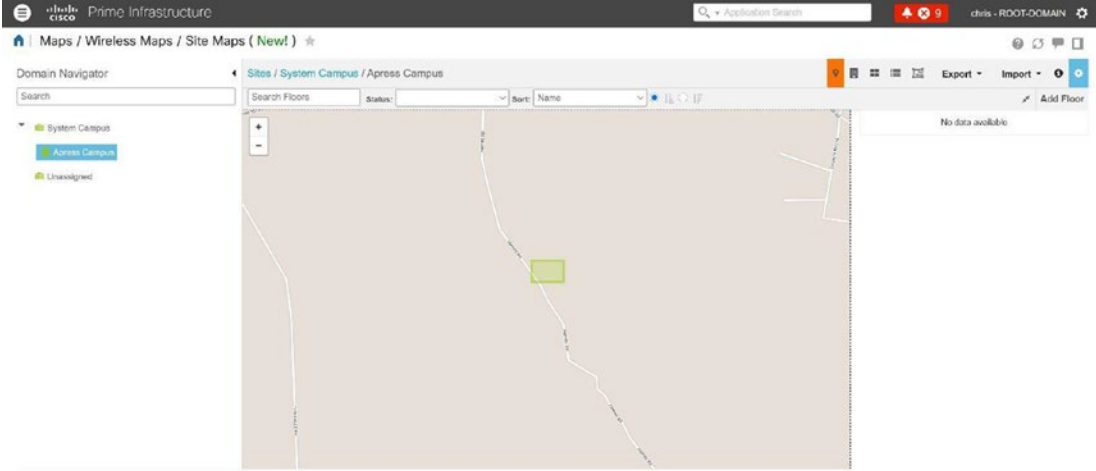 cisco Prime Infrastructure
Application Search
9
chris - ROOT-DOMAIN
Maps / Wireless Maps / Site Maps ( New! )
Domain Navigator
Search
System Campus
Apress Campus
Unassigned
Sites / System Campus / Apress Campus
Export
Import
Search Floors
Status:
Sort:
Name
Add Floor
+
-
No data available